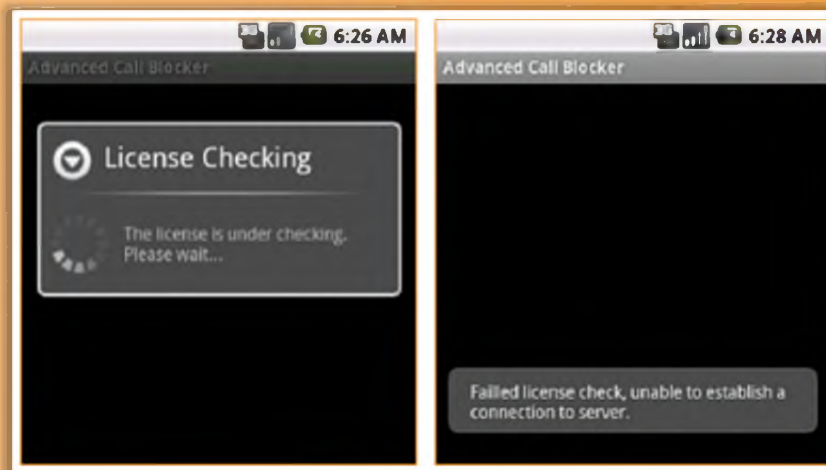 6:26 AM
Advanced Call Blocker
License Checking
The license is under checking.
Please wait...
6:28 AM
Advanced Call Blocker
Failled license check, unable to establish a
connection to server.